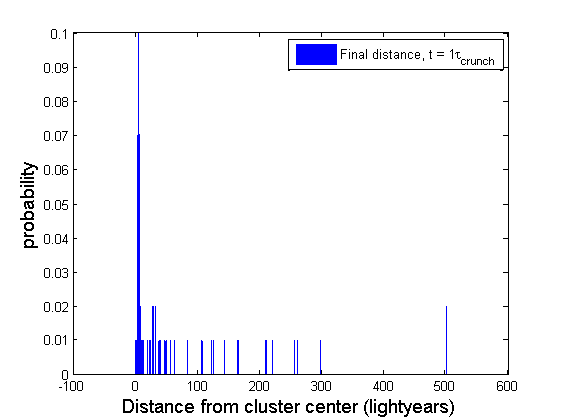 0.1
Final distance, t = 1τcrunch
0.09
0.08
0.07
0.06
0.05
0.04
0.03
0.02
0.01
0
probability
-100 0 100 200 300 400 500 600
Distance from cluster center (lightyears)